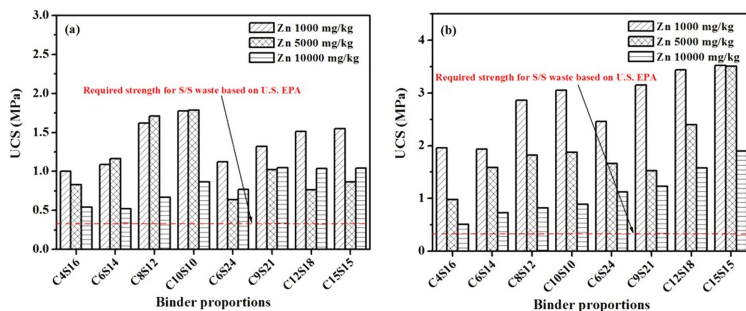 (a)
Zn 1000 mg/kg
Zn 5000 mg/kg
Zn 10000 mg/kg
Required strength for S/S waste based on U.S. EPA
UCS (MPa)
3.0
2.5
2.0
1.5
1.0
0.5
0.0
C4S16
C6S14
C8S12
C10S10
C6S24
C9S21
C12S18
C15S15
Binder proportions
(b)
Zn 1000 mg/kg
Zn 5000 mg/kg
Zn 10000 mg/kg
Required strength for S/S waste based on U.S. EPA
UCS (MPa)
4
3
2
1
0
C4S16
C6S14
C8S12
C10S10
C6S24
C9S21
C12S18
C15S15
Binder proportions